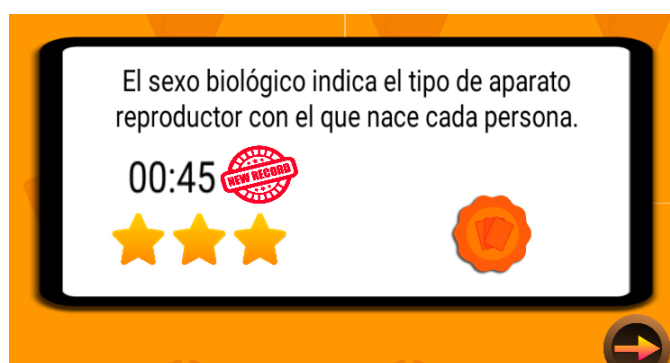 El sexo biológico indica el tipo de aparato
reproductor con el que nace cada persona.
00:45 NEW RECORD